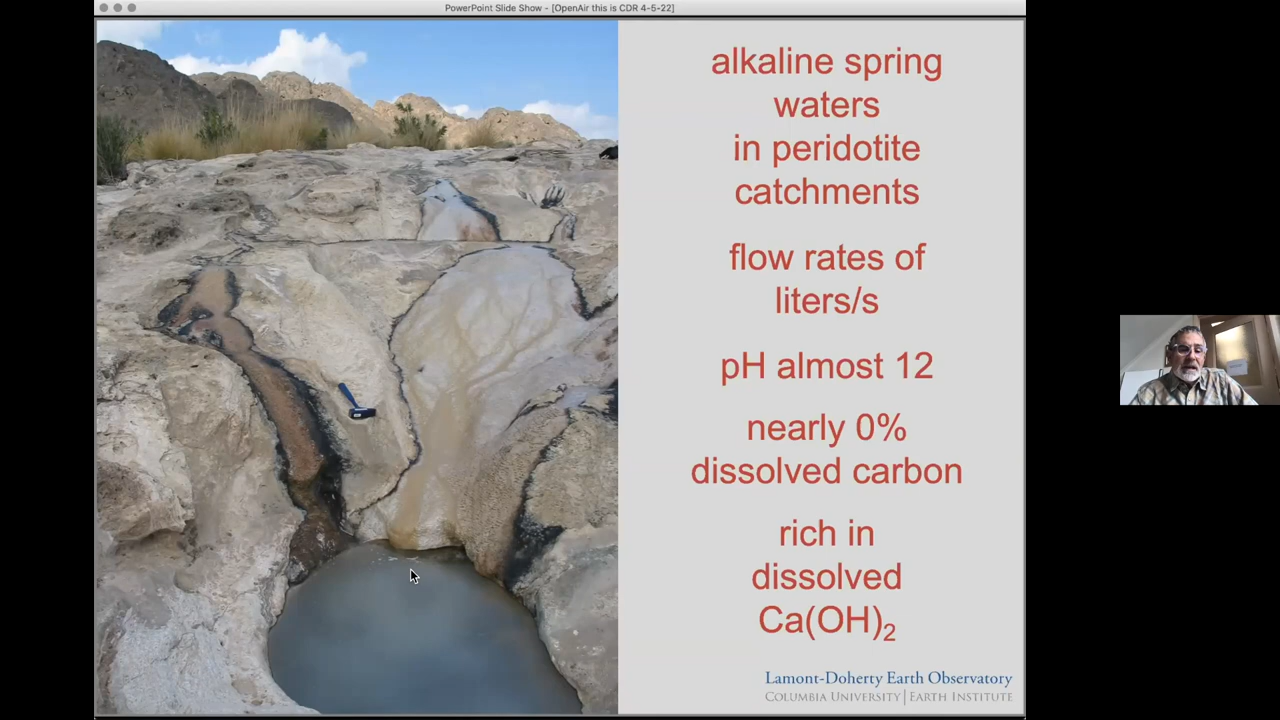 PowerPoint Slide Show - [OpenAir this is CDR 4-5-22]
alkaline spring
waters
in peridotite
catchments
flow rates of
liters/s
pH almost 12
nearly 0%
dissolved carbon
rich in
dissolved
Ca(OH)₂
Lamont-Doherty Earth Observatory
COLUMBIA UNIVERSITY | EARTH INSTITUTE